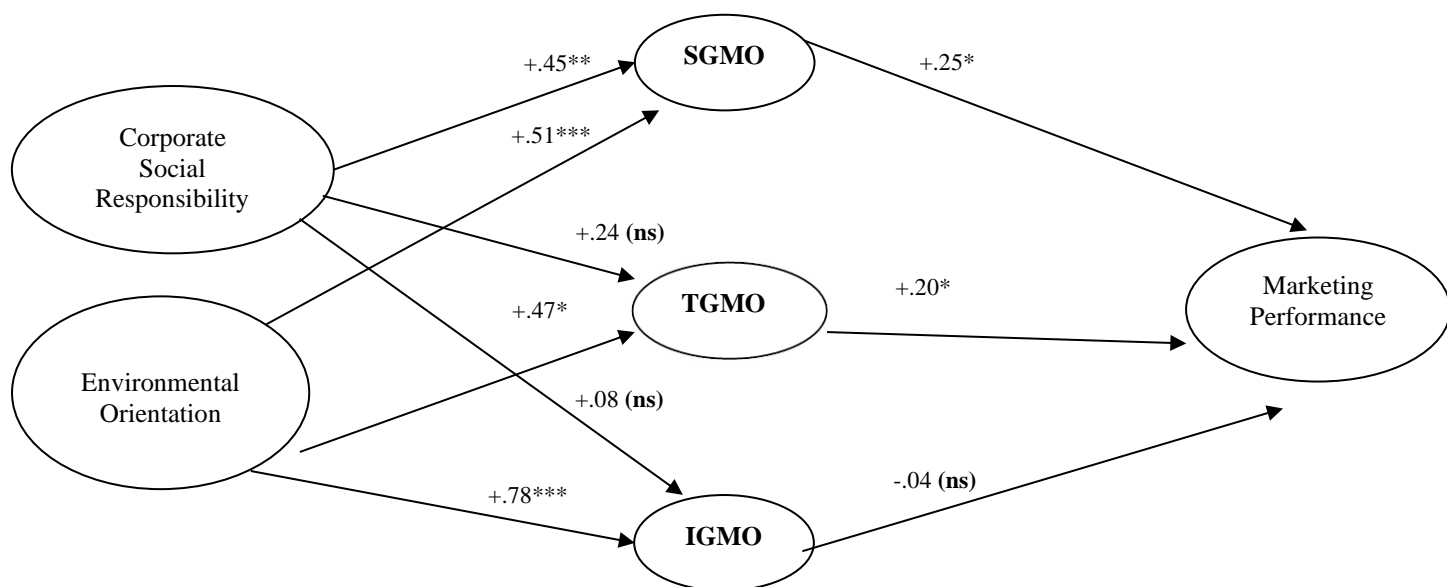 SGMO
+.45**
+.25*
Corporate
Social
Responsibility
+.51***
+.24 (ns)
TGMO
+.20*
Marketing
Performance
+.47*
Environmental
Orientation
+.08 (ns)
+.78***
-.04 (ns)
IGMO